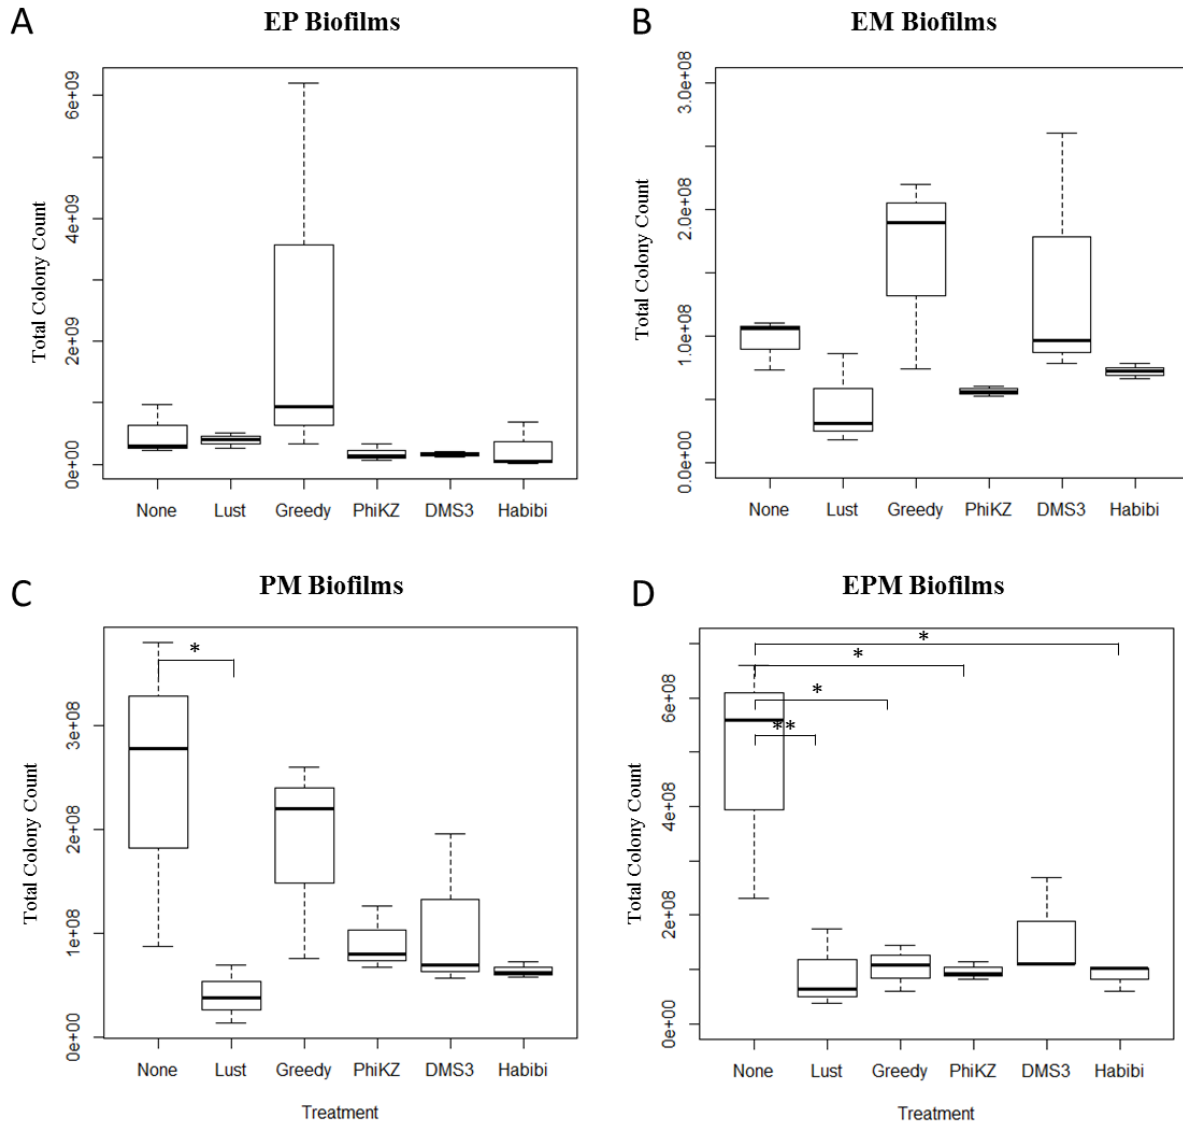 A
EP Biofilms
Total Colony Count
0e+00
2e+09
4e+09
6e+09
None Lust Greedy PhiKZ DMS3 Habibi
B
EM Biofilms
Total Colony Count
0.0e+00
1.0e+08
2.0e+08
3.0e+08
None Lust Greedy PhiKZ DMS3 Habibi
C
PM Biofilms
Total Colony Count
0e+00
1e+08
2e+08
3e+08
*
None Lust Greedy PhiKZ DMS3 Habibi
Treatment
D
EPM Biofilms
Total Colony Count
0e+00
2e+08
4e+08
6e+08
*
*
*
**
None Lust Greedy PhiKZ DMS3 Habibi
Treatment